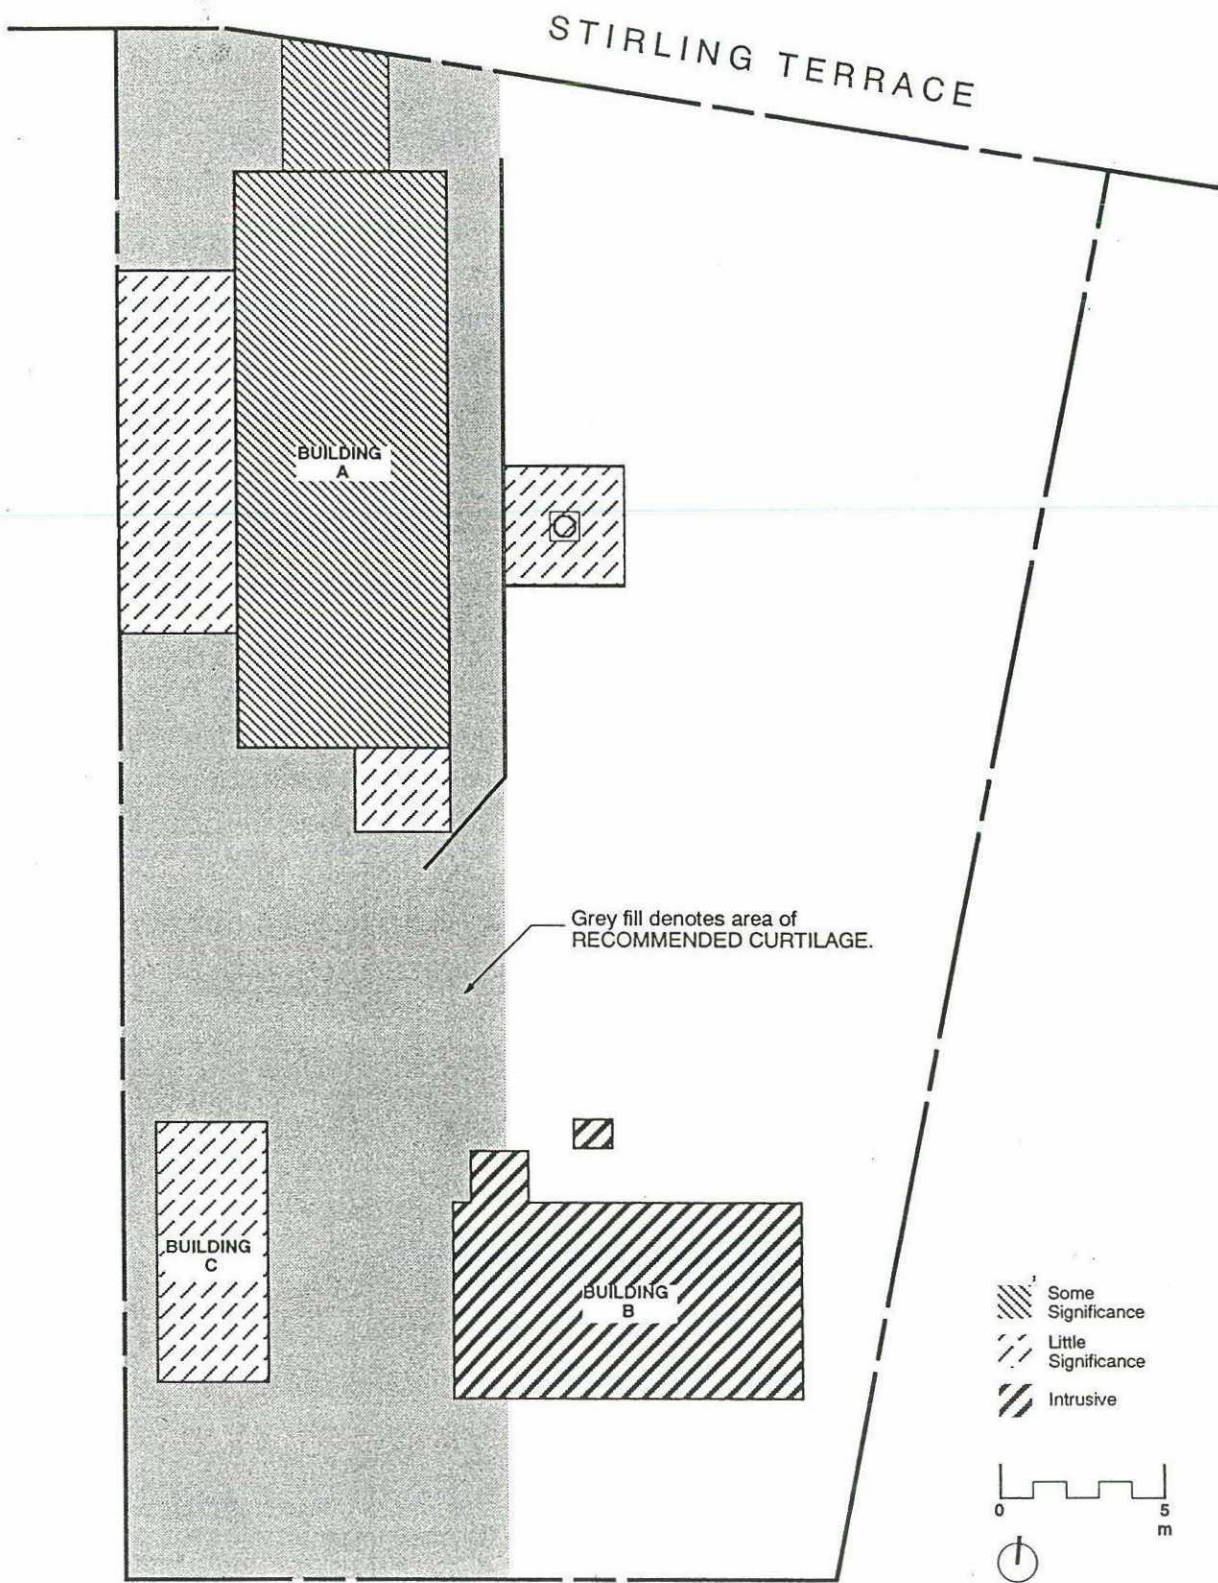 STIRLING TERRACE
BUILDING
A
Grey fill denotes area of
RECOMMENDED CURTILAGE.
BUILDING
C
BUILDING
B
Some
Significance
Little
Significance
Intrusive
0 5
m